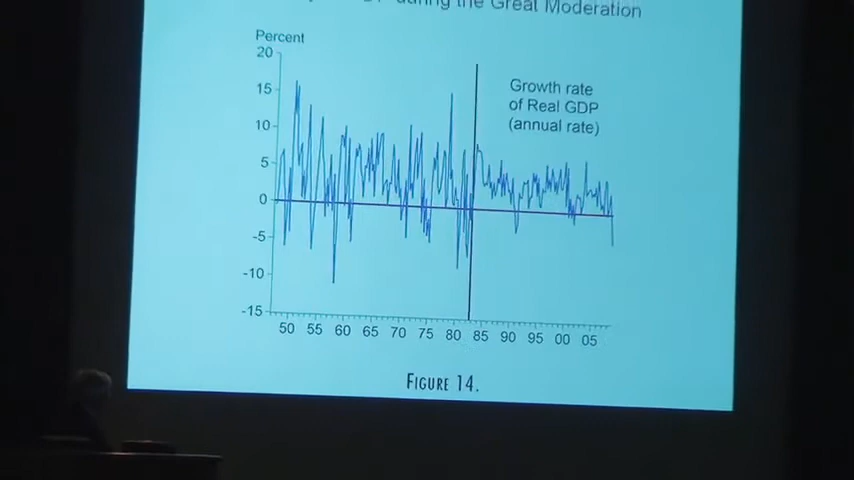 during the Great Moderation
Percent
20
15
10
5
0
-5
-10
-15
Growth rate
of Real GDP
(annual rate)
50 55 60 65 70 75 80 85 90 95 00 05
FIGURE 14.